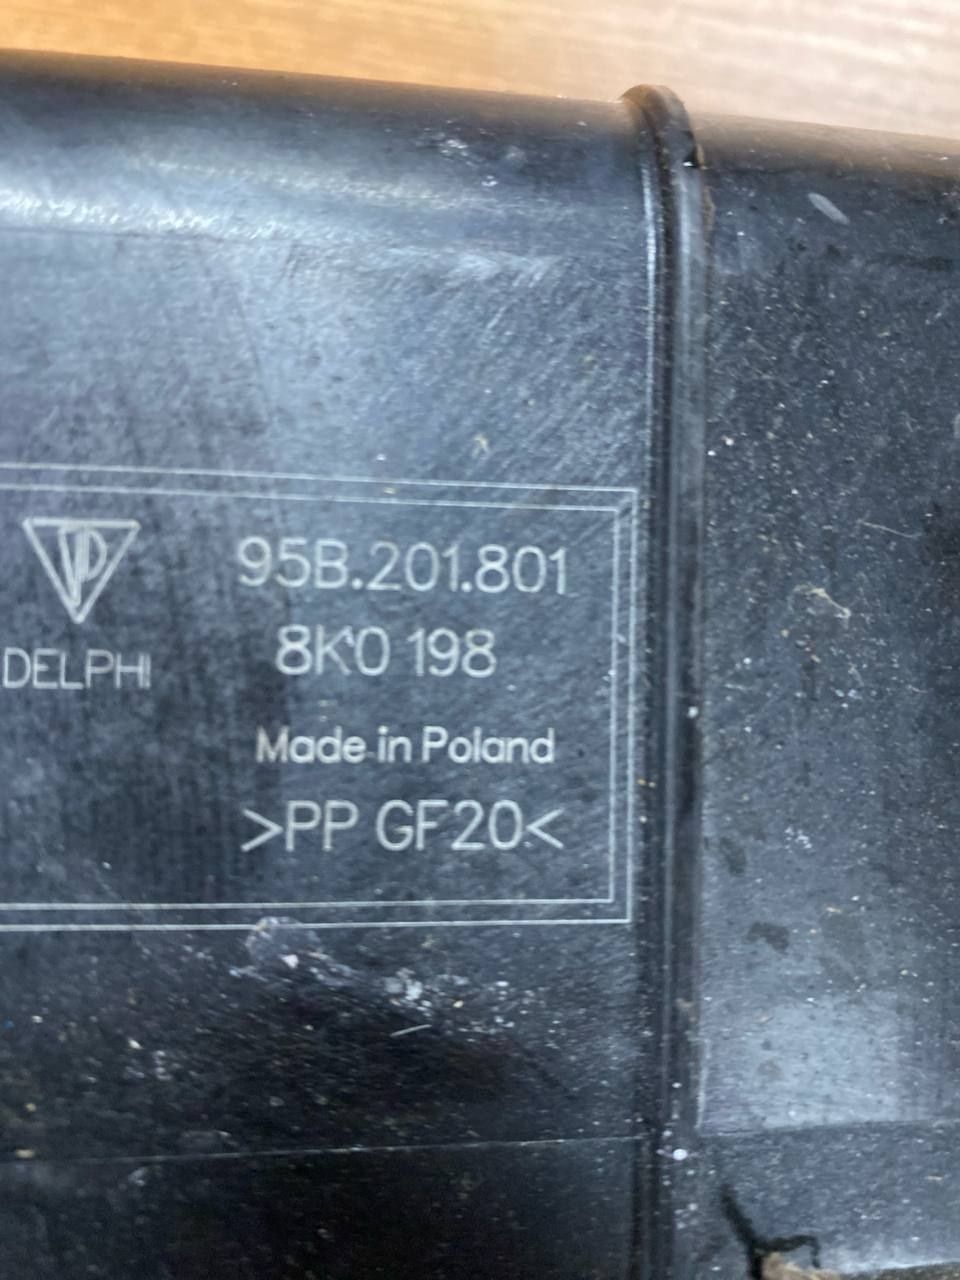 95B.201.801
8K0 198
DELPHI
Made in Poland
>PP GF20<